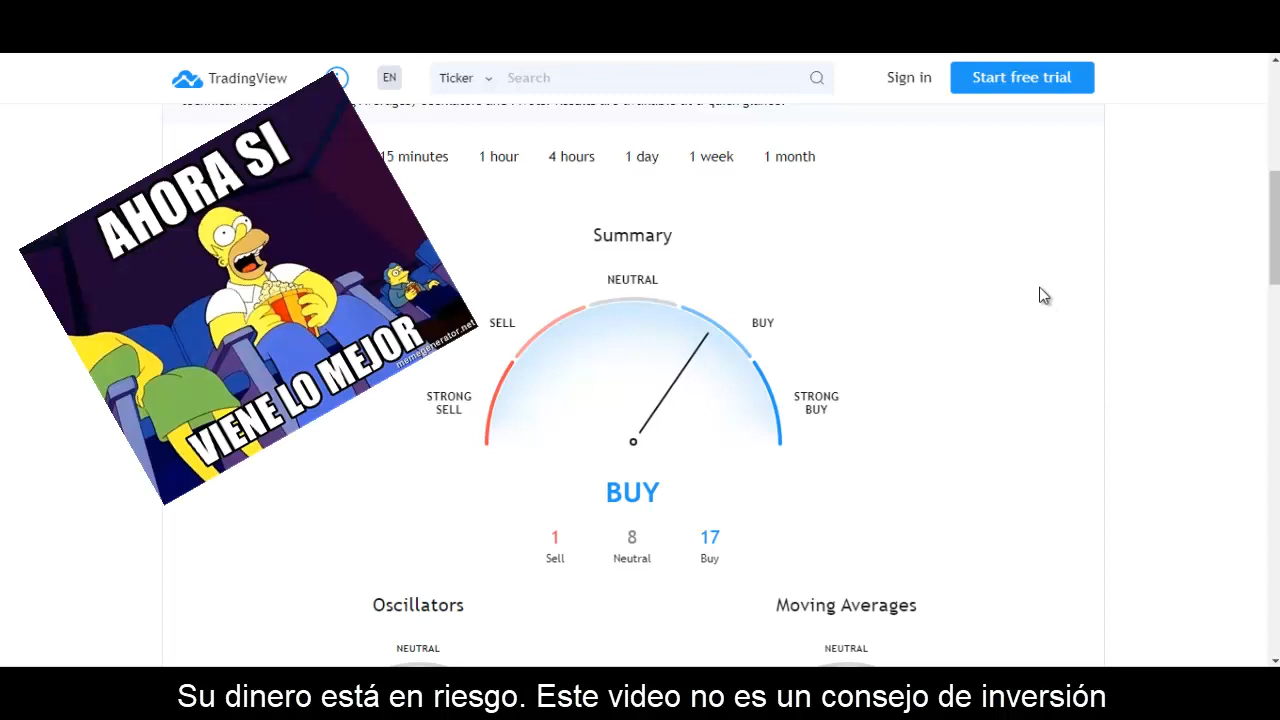 TradingView
EN
Ticker
Search
Sign in
Start free trial
15 minutes
1 hour
4 hours
1 day
1 week
1 month
AHORA SI
VIENE LO MEJOR
memegenerator.net
Summary
NEUTRAL
SELL
BUY
STRONG
SELL
STRONG
BUY
BUY
1
8
17
Sell
Neutral
Buy
Oscillators
Moving Averages
NEUTRAL
NEUTRAL
Su dinero está en riesgo. Este video no es un consejo de inversión